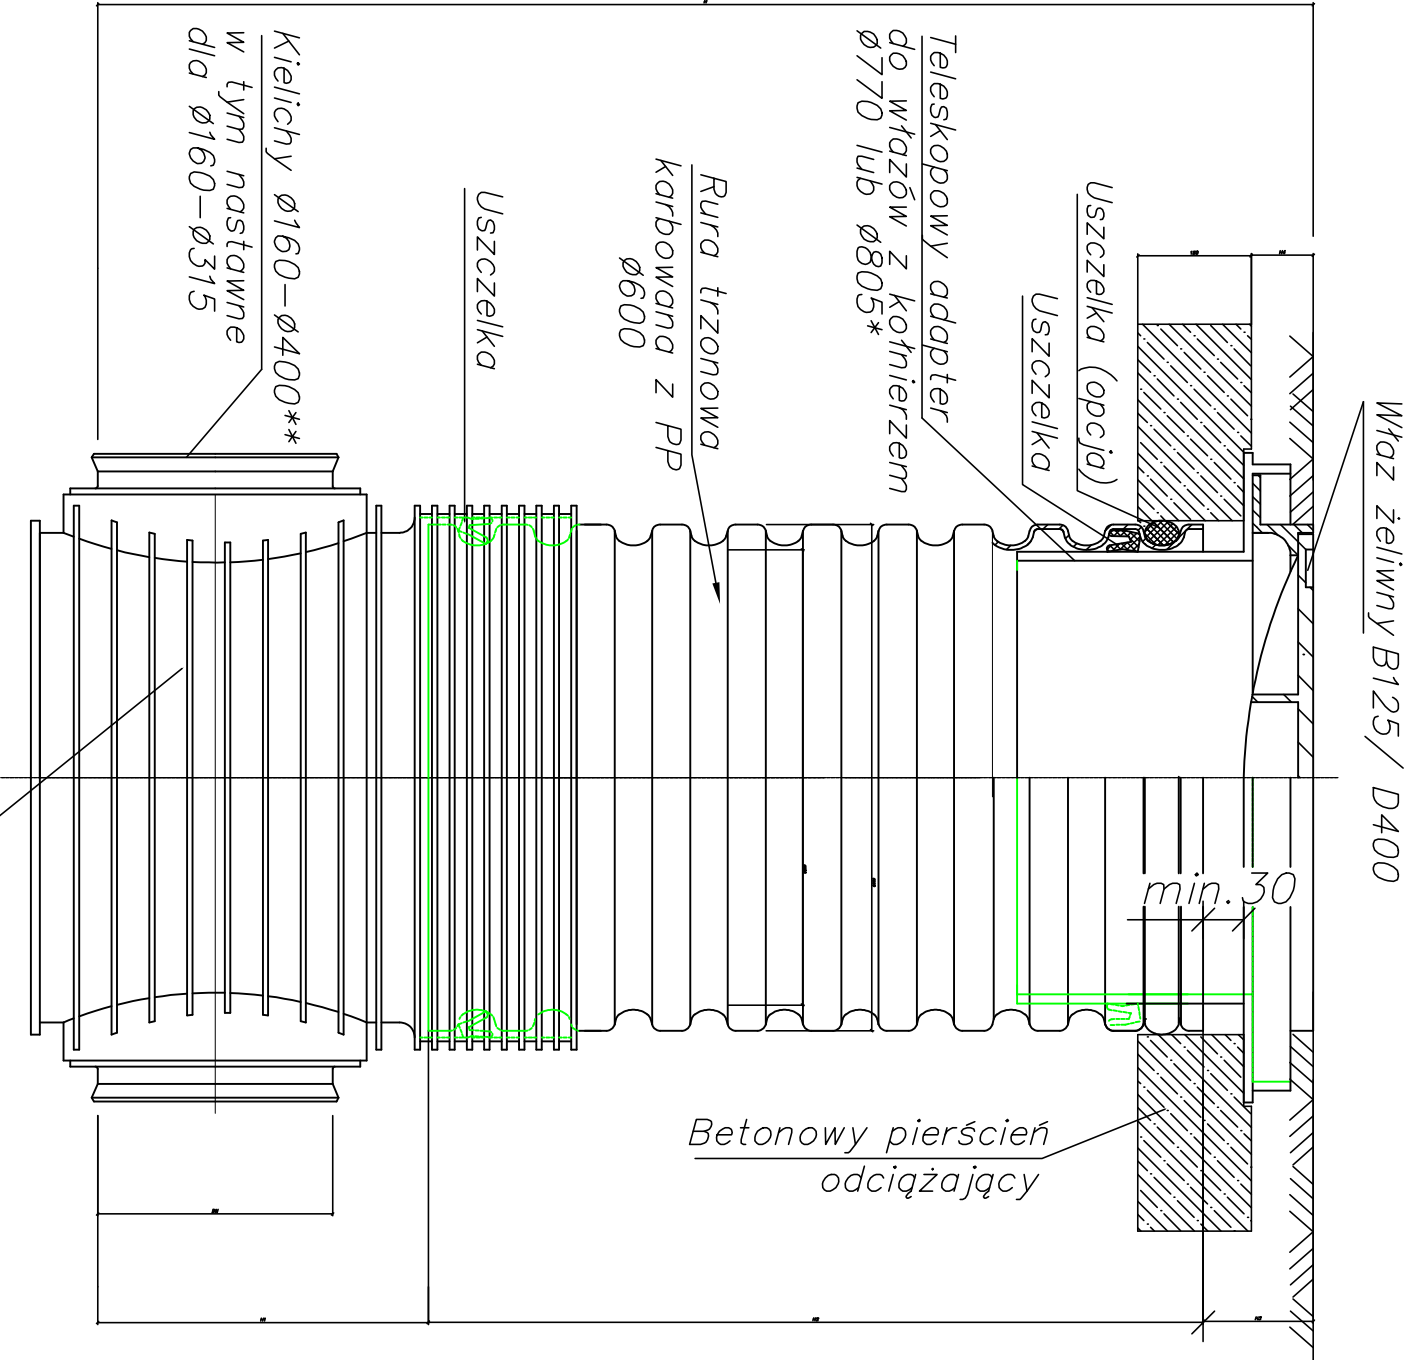 Właz żeliwny B125/ D400
Uszczelka (opcja)
Uszczelka
Teleskopowy adapter
do włazów z kołnierzem
ø770 lub ø805*
Rura trzonowa
karbowana z PP
ø600
Uszczelka
Kielichy ø160-ø400**
w tym nastawne
dla ø160-ø315
min.30
Betonowy pierścień
odciążający